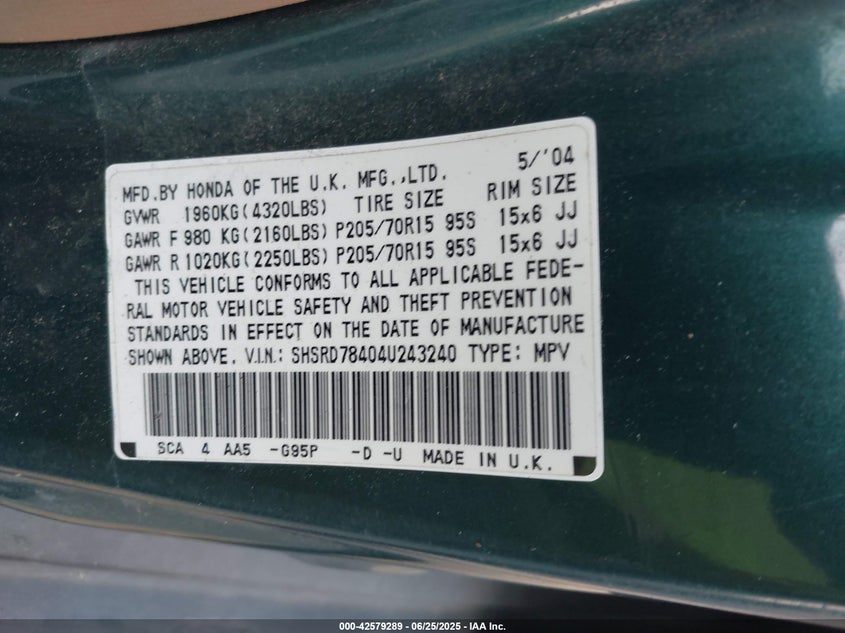 MFD.BY HONDA OF THE U.K. MFG.,LTD. 5/'04
GVWR 1960KG(4320LBS) TIRE SIZE RIM SIZE
GAWR F 980 KG(2160LBS) P205/70R15 95S 15x6 JJ
GAWR R 1020KG(2250LBS) P205/70R15 95S 15x6 JJ
THIS VEHICLE CONFORMS TO ALL APPLICABLE FEDE-
RAL MOTOR VEHICLE SAFETY AND THEFT PREVENTION
STANDARDS IN EFFECT ON THE DATE OF MANUFACTURE
SHOWN ABOVE. V.I.N.: SHSRD78404U243240 TYPE: MPV
SCA 4 AA5 -G95P -D -U MADE IN U.K.
000-42579289 - 06/25/2025 - IAA Inc.